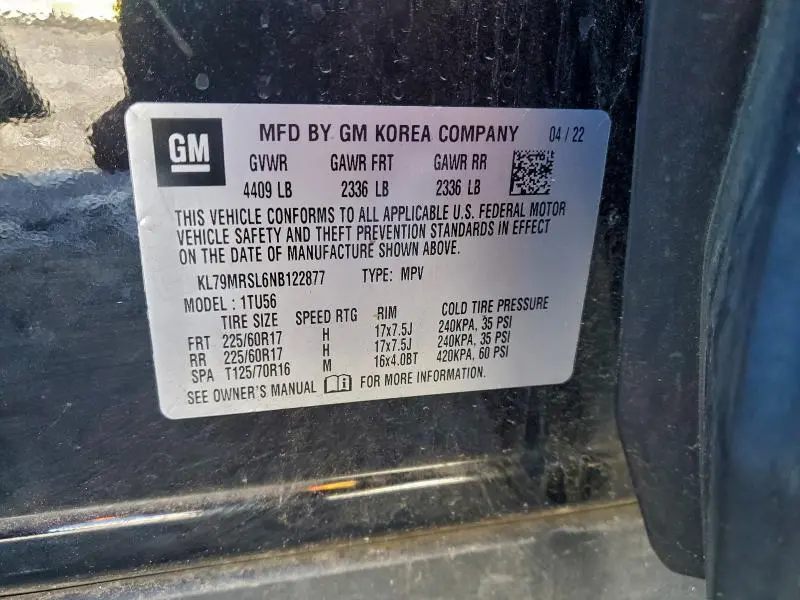 GM MFD BY GM KOREA COMPANY 04 / 22
GVWR GAWR FRT GAWR RR
4409 LB 2336 LB 2336 LB
THIS VEHICLE CONFORMS TO ALL APPLICABLE U.S. FEDERAL MOTOR
VEHICLE SAFETY AND THEFT PREVENTION STANDARDS IN EFFECT
ON THE DATE OF MANUFACTURE SHOWN ABOVE.
KL79MRSL6NB122877 TYPE: MPV
MODEL : 1TU56
TIRE SIZE SPEED RTG RIM COLD TIRE PRESSURE
FRT 225/60R17 H 17x7.5J 240KPA, 35 PSI
RR 225/60R17 H 17x7.5J 240KPA, 35 PSI
SPA T125/70R16 M 16x4.0BT 420KPA, 60 PSI
SEE OWNER'S MANUAL FOR MORE INFORMATION.